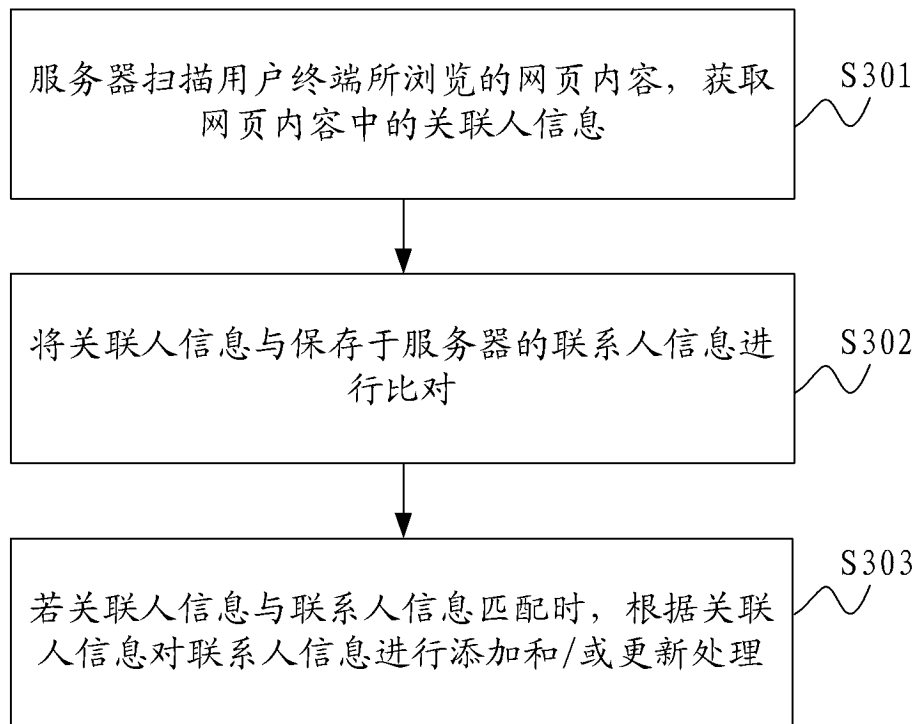 服务器扫描用户终端所浏览的网页内容，获取
网页内容中的关联人信息
S301
将关联人信息与保存于服务器的联系人信息进
行比对
S302
若关联人信息与联系人信息匹配时，根据关联
人信息对联系人信息进行添加和/或更新处理
S303